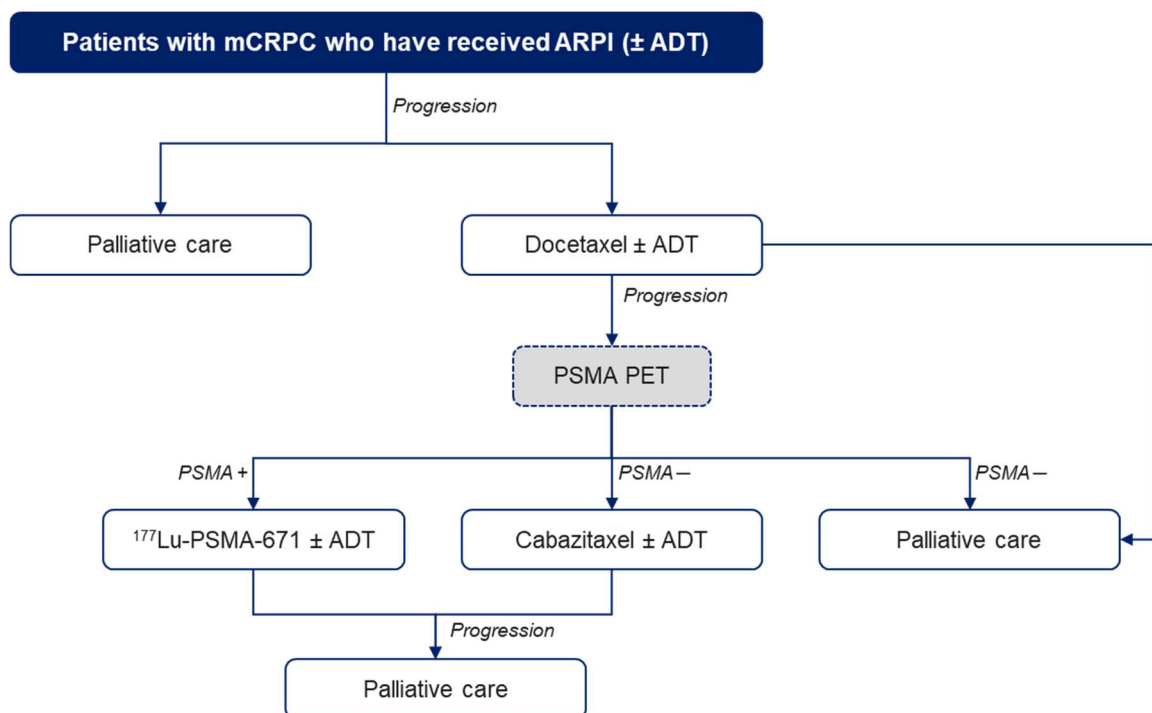 Patients with mCRPC who have received ARPI (± ADT)
Progression
Palliative care
Docetaxel ± ADT
Progression
PSMA PET
PSMA +
PSMA —
PSMA —
¹⁷⁷Lu-PSMA-671 ± ADT
Cabazitaxel ± ADT
Palliative care
Progression
Palliative care